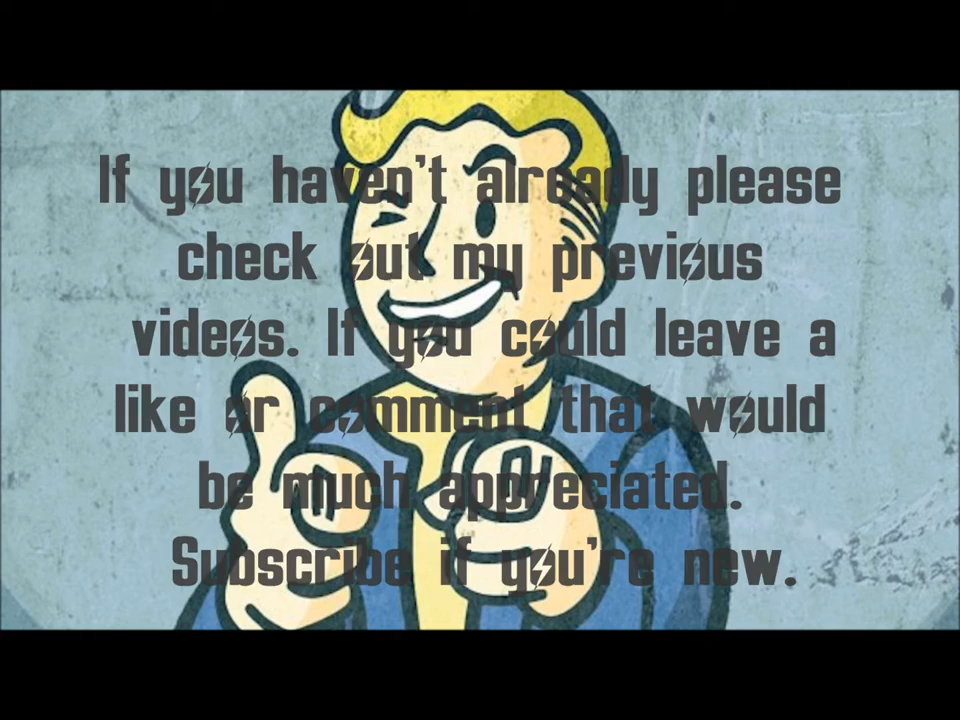 If you haven't already please
check out my previous
videos. If you could leave a
like or comment that would
be much appreciated.
Subscribe if you're new.